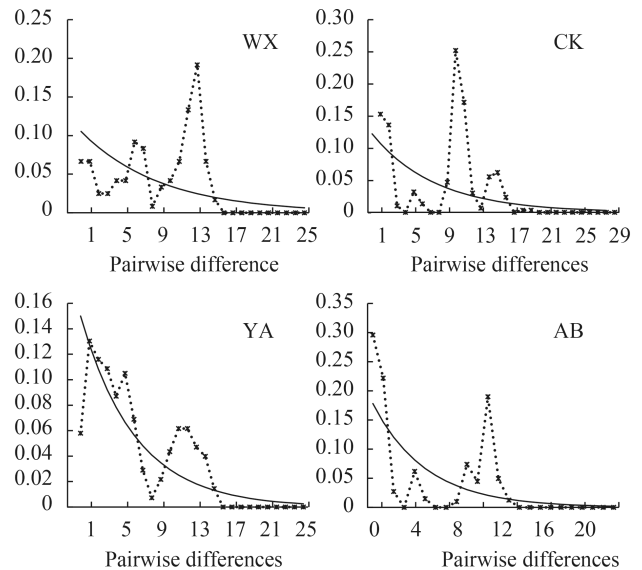 WX
0.25
0.20
0.15
0.10
0.05
0
1 5 9 13 17 21 25
Pairwise difference
CK
0.30
0.25
0.20
0.15
0.10
0.05
0
1 5 9 13 17 21 25 29
Pairwise differences
YA
0.16
0.14
0.12
0.10
0.08
0.06
0.04
0.02
0
1 5 9 13 17 21 25
Pairwise differences
AB
0.35
0.30
0.25
0.20
0.15
0.10
0.05
0
0 4 8 12 16 20
Pairwise differences